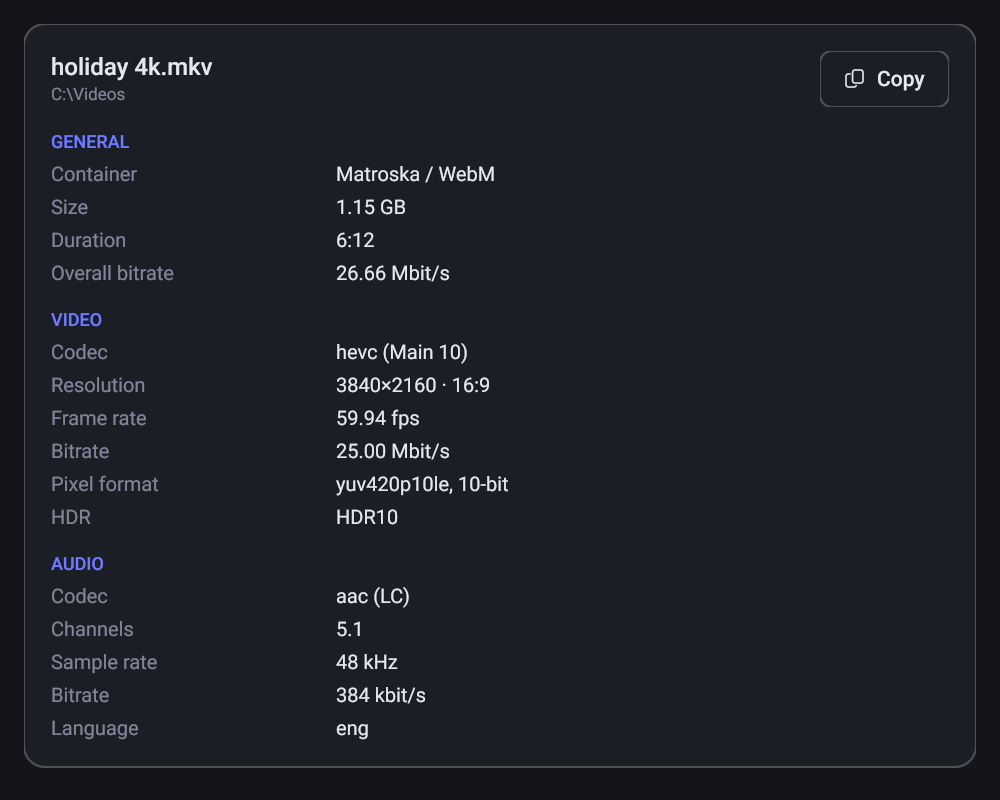 holiday 4k.mkv
C:\Videos
Copy
GENERAL
Container Matroska / WebM
Size 1.15 GB
Duration 6:12
Overall bitrate 26.66 Mbit/s
VIDEO
Codec hevc (Main 10)
Resolution 3840×2160 · 16:9
Frame rate 59.94 fps
Bitrate 25.00 Mbit/s
Pixel format yuv420p10le, 10-bit
HDR HDR10
AUDIO
Codec aac (LC)
Channels 5.1
Sample rate 48 kHz
Bitrate 384 kbit/s
Language eng